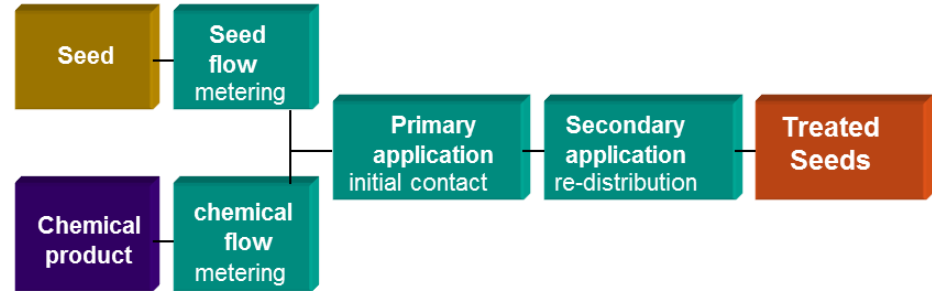 Seed
Seed
flow
metering
Primary
application
initial contact
Secondary
application
re-distribution
Treated
Seeds
Chemical
product
chemical
flow
metering